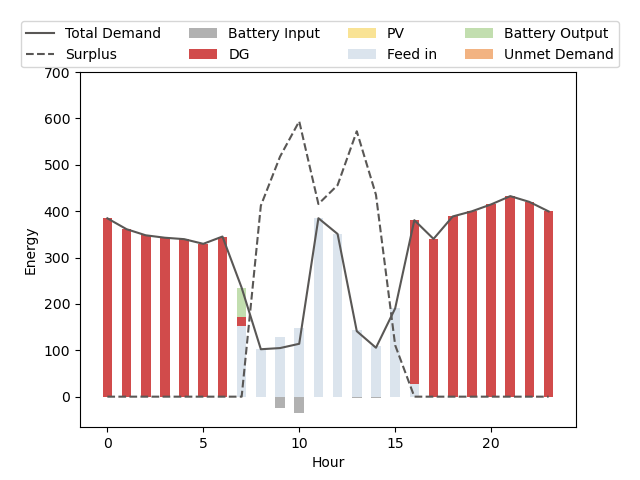 Total Demand Battery Input PV Battery Output
Surplus DG Feed in Unmet Demand
700
600
500
400
300
200
100
0
Energy
0 5 10 15 20
Hour